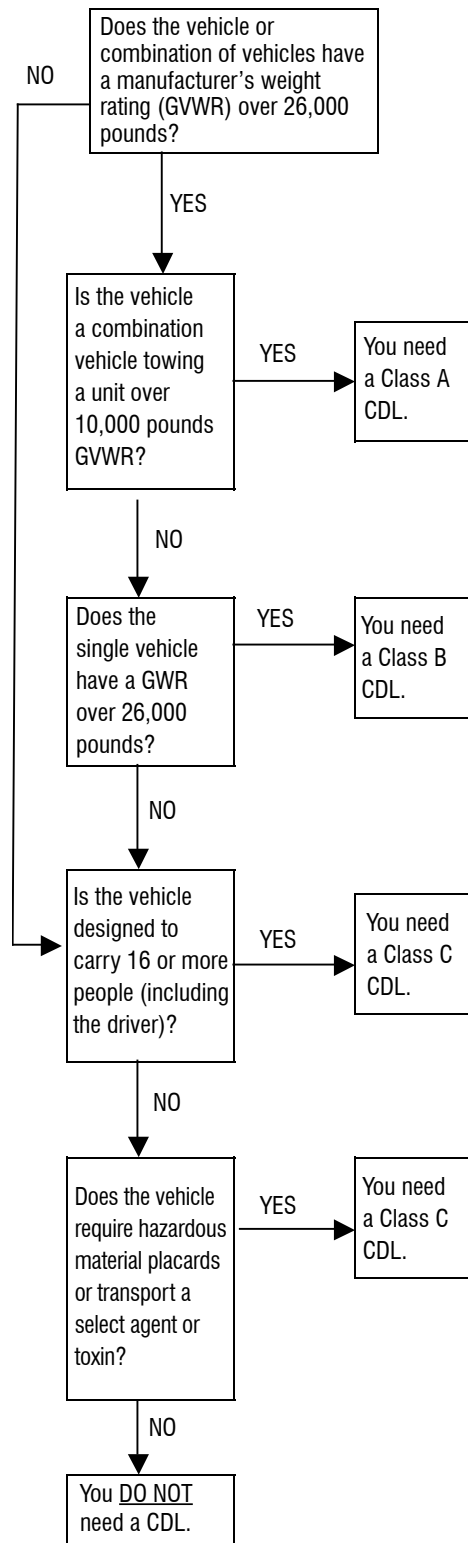 Does the vehicle or
combination of vehicles have
a manufacturer's weight
rating (GVWR) over 26,000
pounds?
NO
YES
Is the vehicle
a combination
vehicle towing
a unit over
10,000 pounds
GVWR?
YES
You need
a Class A
CDL.
NO
Does the
single vehicle
have a GWR
over 26,000
pounds?
YES
You need
a Class B
CDL.
NO
Is the vehicle
designed to
carry 16 or more
people (including
the driver)?
YES
You need
a Class C
CDL.
NO
Does the vehicle
require hazardous
material placards
or transport a
select agent or
toxin?
YES
You need
a Class C
CDL.
NO
You DO NOT
need a CDL.